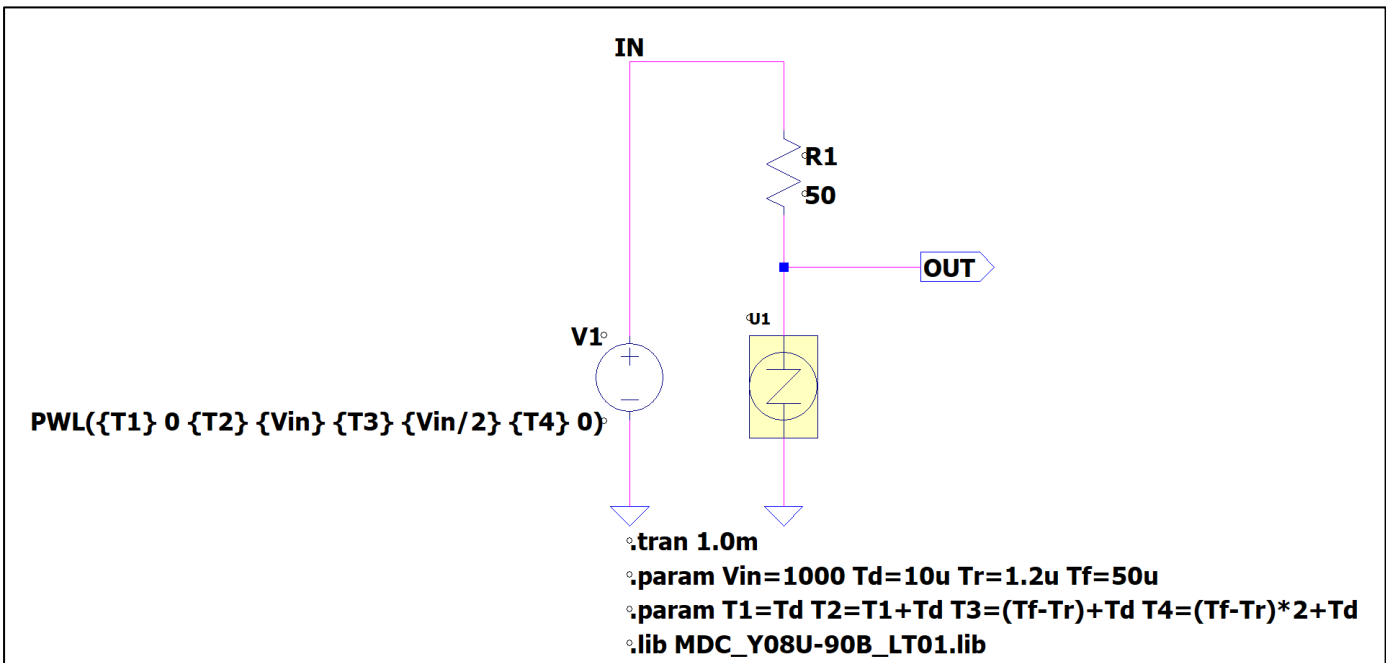 IN
R1
50
OUT
U1
V1
PWL({T1} 0 {T2} {Vin} {T3} {Vin/2} {T4} 0)
.tran 1.0m
.param Vin=1000 Td=10u Tr=1.2u Tf=50u
.param T1=Td T2=T1+Td T3=(Tf-Tr)+Td T4=(Tf-Tr)*2+Td
.lib MDC_Y08U-90B_LT01.lib